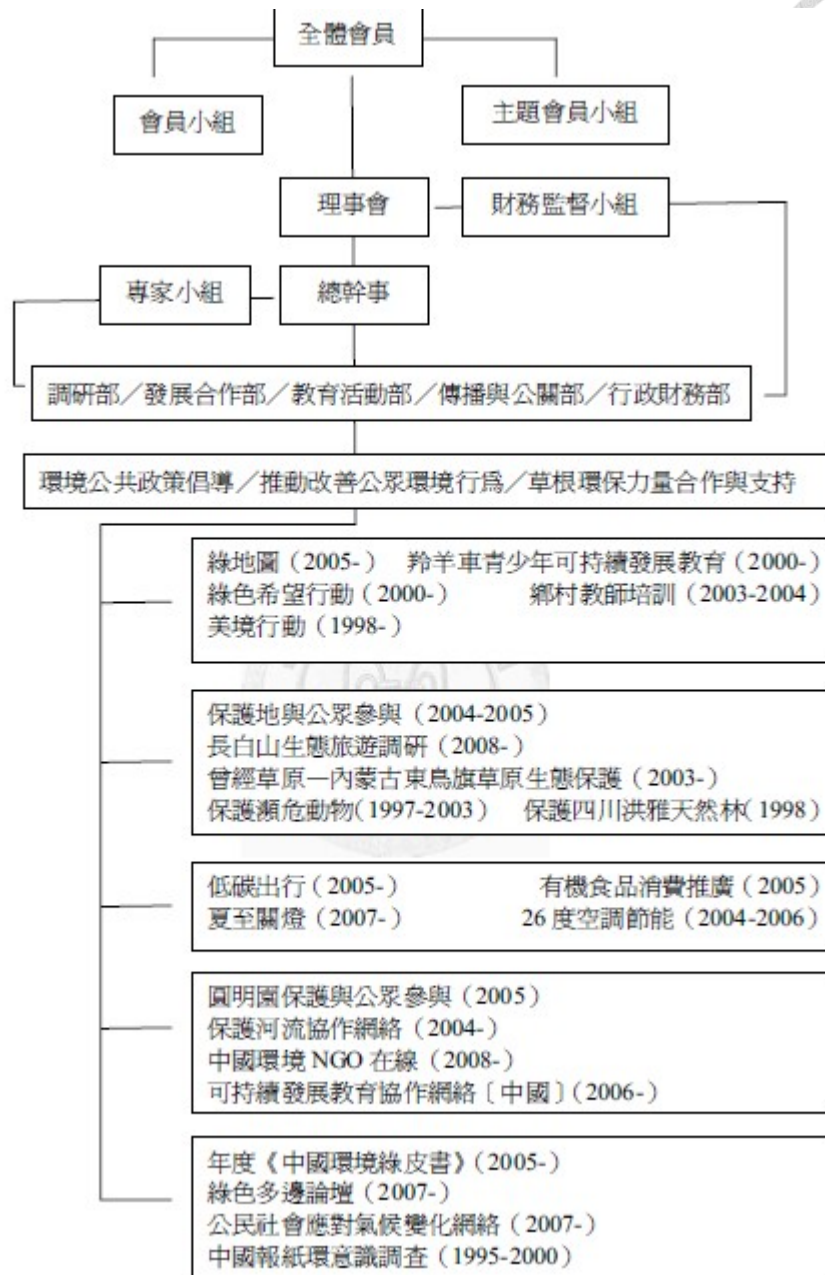 全體會員
會員小組
主題會員小組
理事會
財務監督小組
專家小組
總幹事
調研部／發展合作部／教育活動部／傳播與公關部／行政財務部
環境公共政策倡導／推動改善公眾環境行為／草根環保力量合作與支持
綠地圖（2005-） 羚羊車青少年可持續發展教育（2000-）
綠色希望行動（2000-） 鄉村教師培訓（2003-2004）
美境行動（1998-）
保護地與公眾參與（2004-2005）
長白山生態旅遊調研（2008-）
曾經草原－內蒙古東烏旗草原生態保護（2003-）
保護瀕危動物(1997-2003） 保護四川洪雅天然林(1998）
低碳出行（2005-） 有機食品消費推廣（2005）
夏至關燈（2007-） 26 度空調節能（2004-2006）
圓明園保護與公眾參與（2005）
保護河流協作網絡（2004-）
中國環境 NGO 在線（2008-）
可持續發展教育協作網絡〔中國〕（2006-）
年度《中國環境綠皮書》（2005-）
綠色多邊論壇（2007-）
公民社會應對氣候變化網絡（2007-）
中國報紙環意識調查（1995-2000）